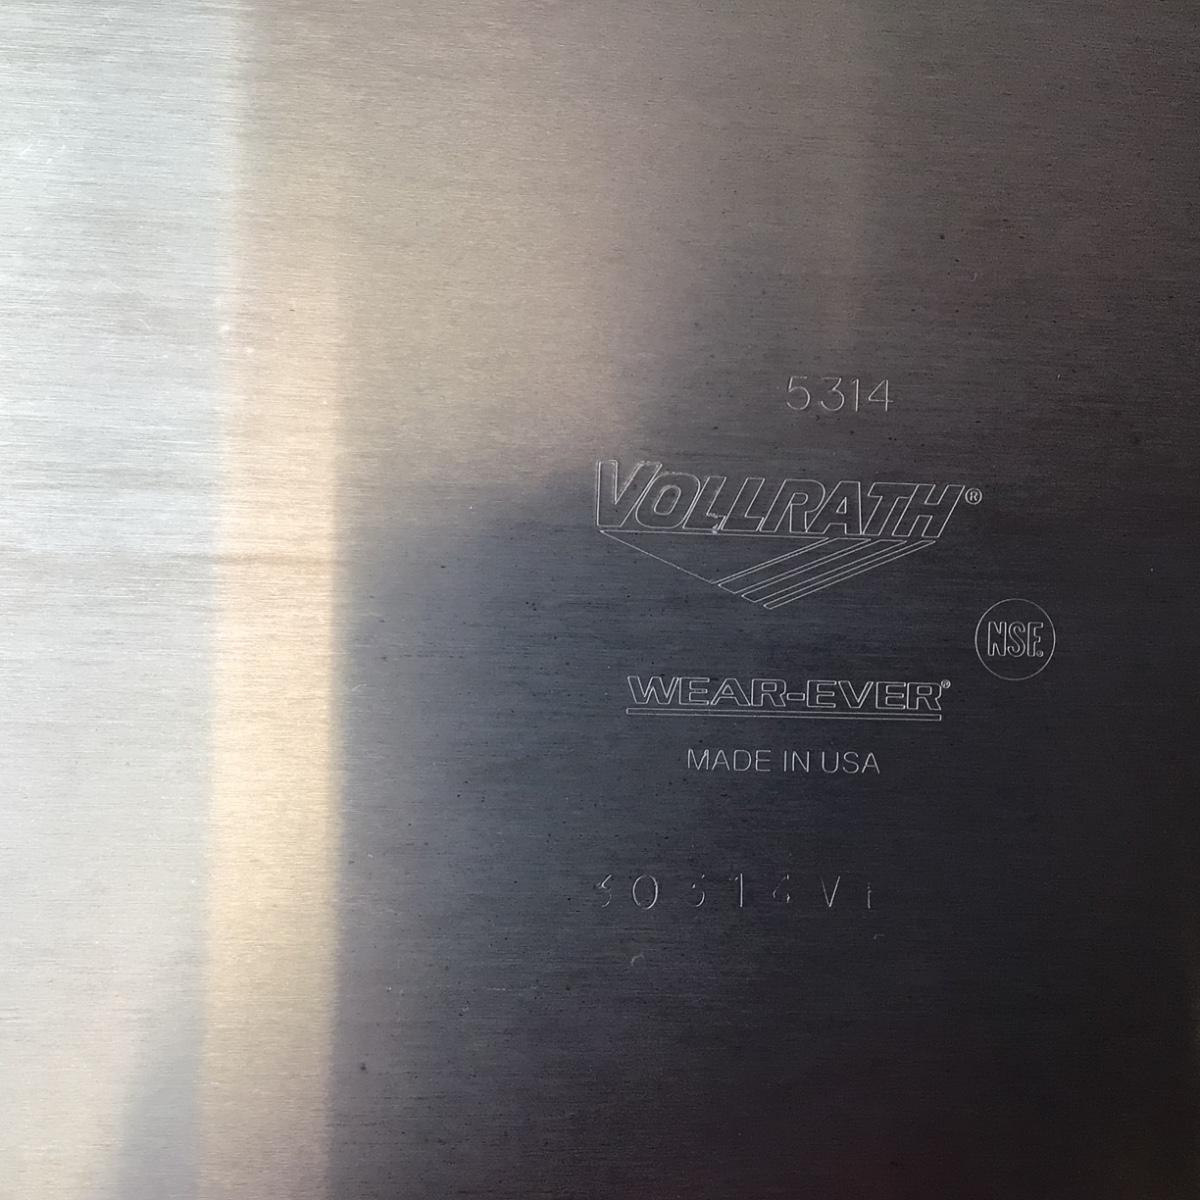 5314
VOLLRATH®
NSF®
WEAR-EVER®
MADE IN USA